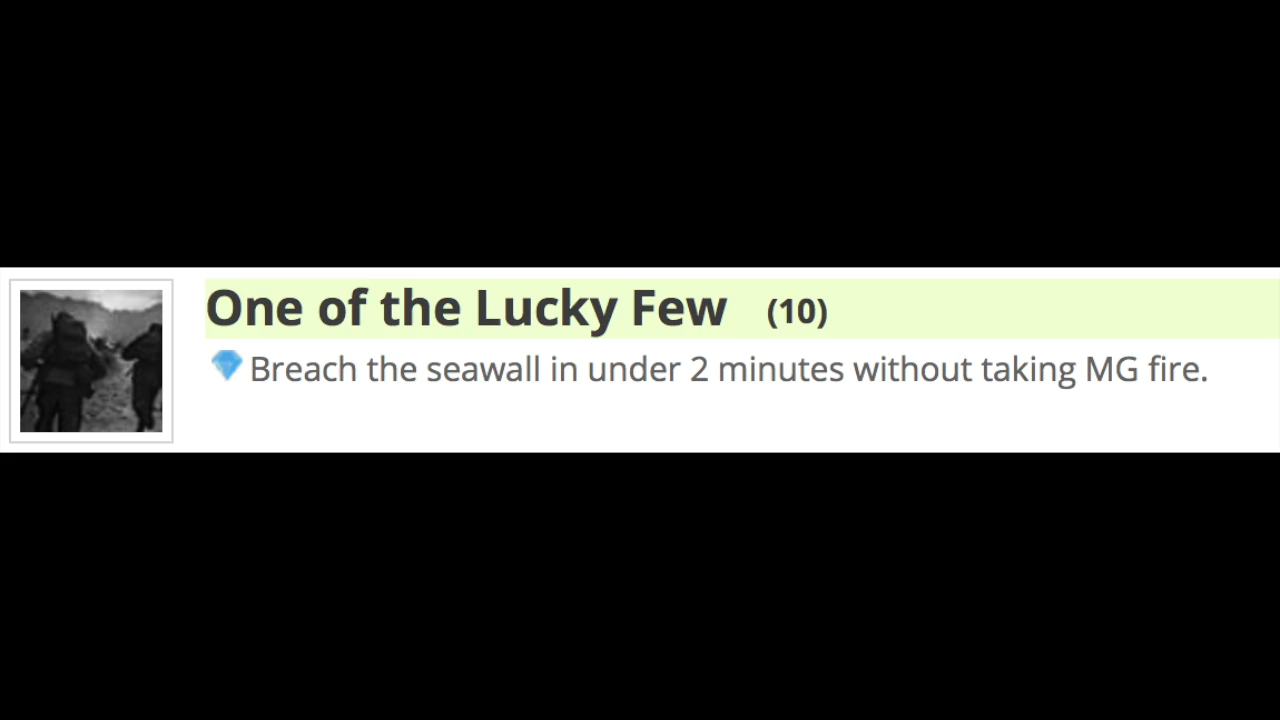 One of the Lucky Few (10)
Breach the seawall in under 2 minutes without taking MG fire.